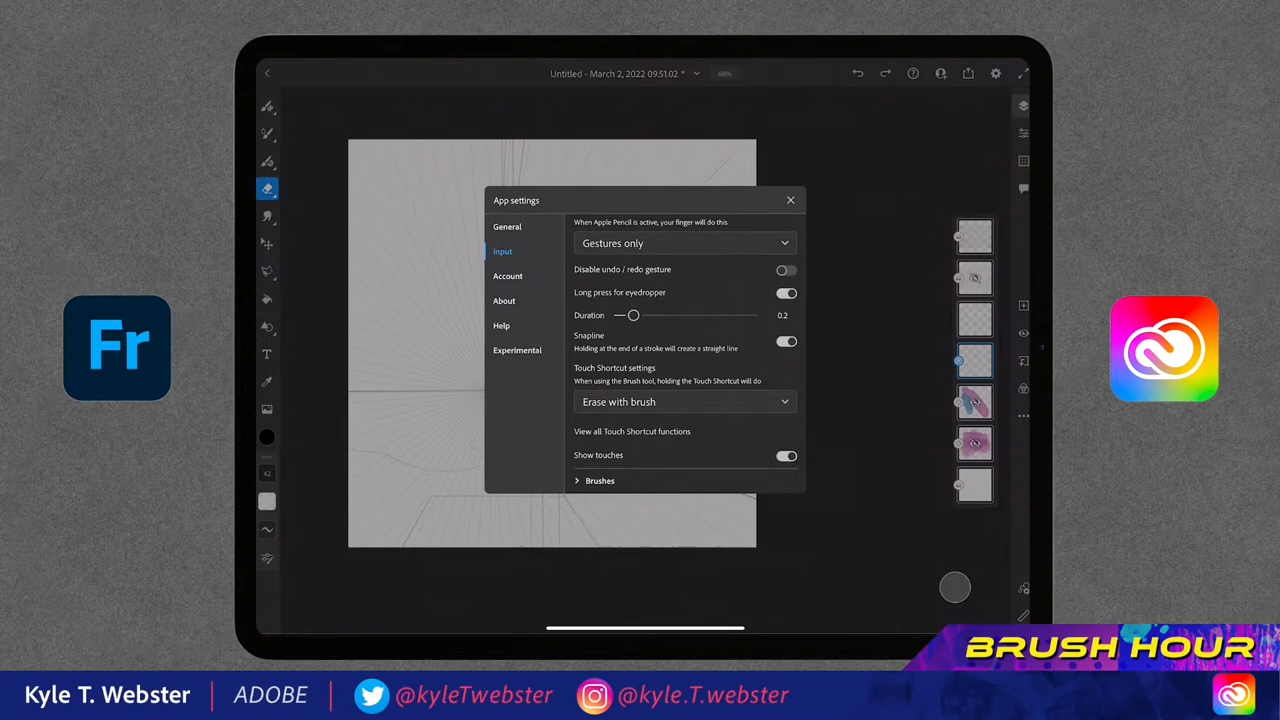 Untitled - March 2, 2022 09.51.02 *
68%
App settings
General
Input
Account
About
Help
Experimental
When Apple Pencil is active, your finger will do this
Gestures only
Disable undo / redo gesture
Long press for eyedropper
Duration
0.2
Snapline
Holding at the end of a stroke will create a straight line
Touch Shortcut settings
When using the Brush tool, holding the Touch Shortcut will do
Erase with brush
View all Touch Shortcut functions
Show touches
Brushes
T
42
Fr
BRUSH HOUR
Kyle T. Webster | ADOBE | @kyleTwebster @kyle.T.webster